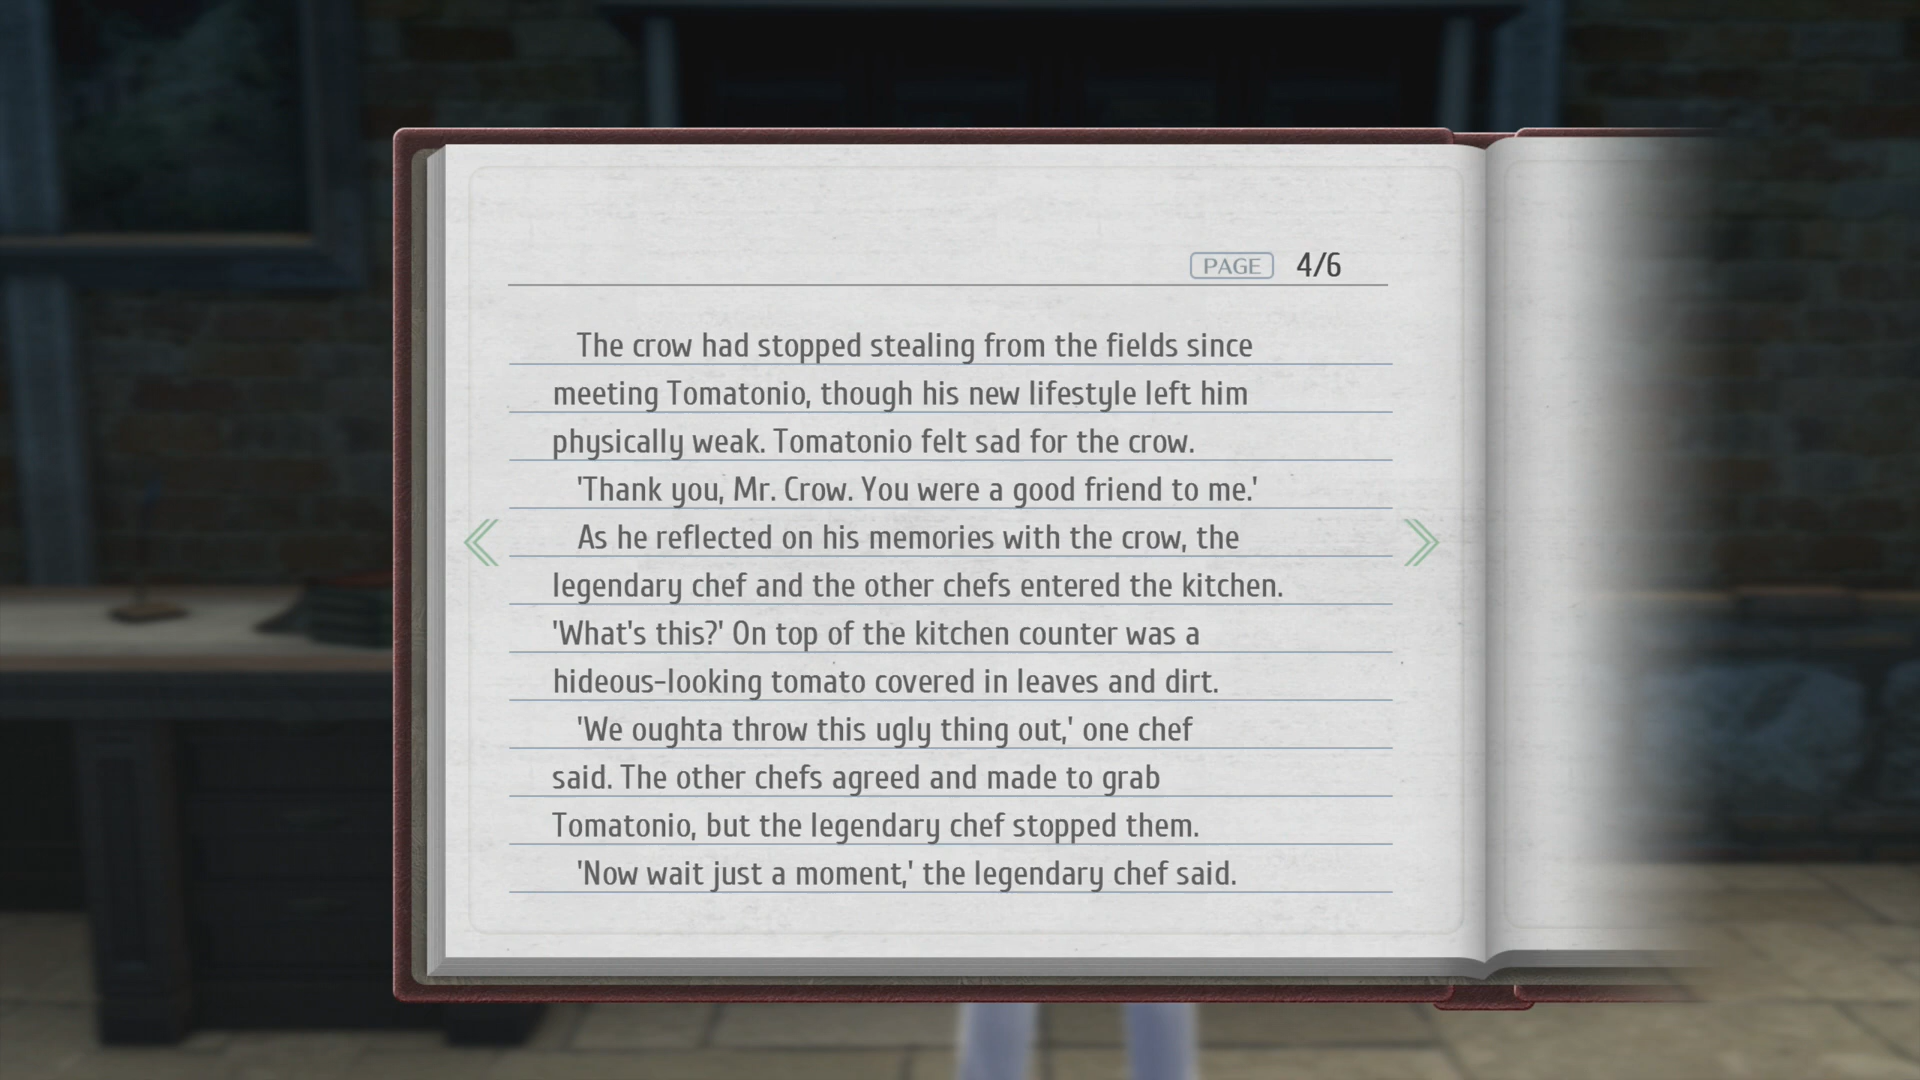 PAGE 4/6
The crow had stopped stealing from the fields since
meeting Tomatonio, though his new lifestyle left him
physically weak. Tomatonio felt sad for the crow.
'Thank you, Mr. Crow. You were a good friend to me.'
As he reflected on his memories with the crow, the
legendary chef and the other chefs entered the kitchen.
'What's this?' On top of the kitchen counter was a
hideous-looking tomato covered in leaves and dirt.
'We oughta throw this ugly thing out,' one chef
said. The other chefs agreed and made to grab
Tomatonio, but the legendary chef stopped them.
'Now wait just a moment,' the legendary chef said.